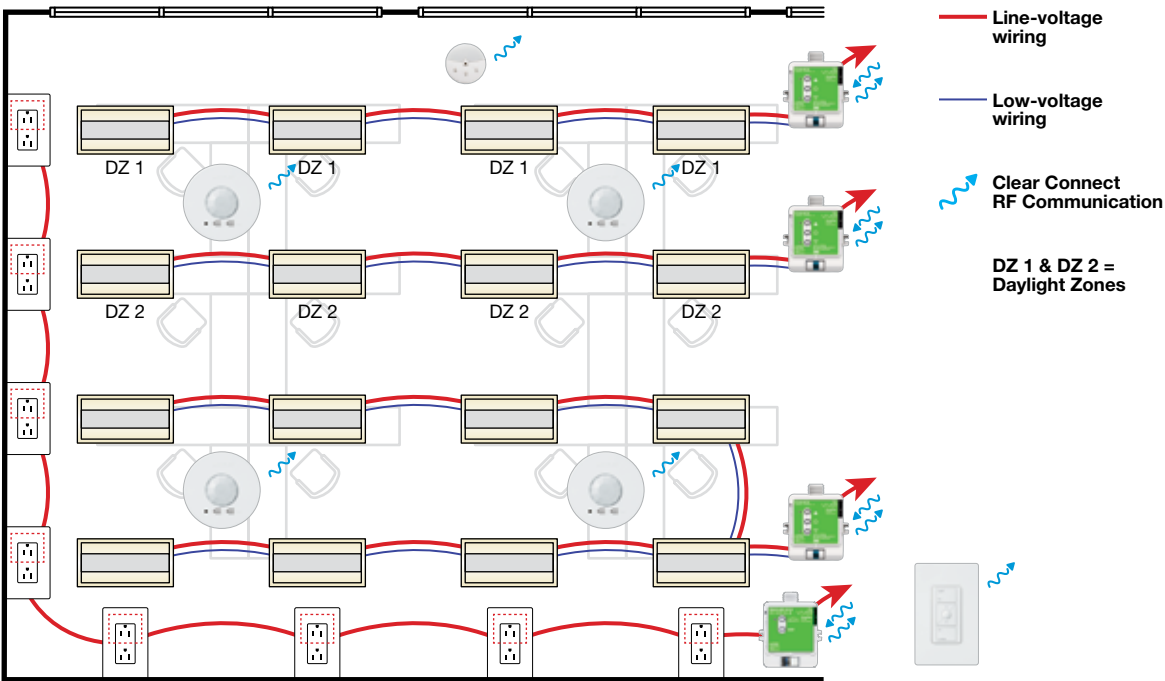 Line-voltage
wiring
Low-voltage
wiring
Clear Connect
RF Communication
DZ 1 & DZ 2 =
Daylight Zones
DZ 1
DZ 1
DZ 1
DZ 1
DZ 2
DZ 2
DZ 2
DZ 2